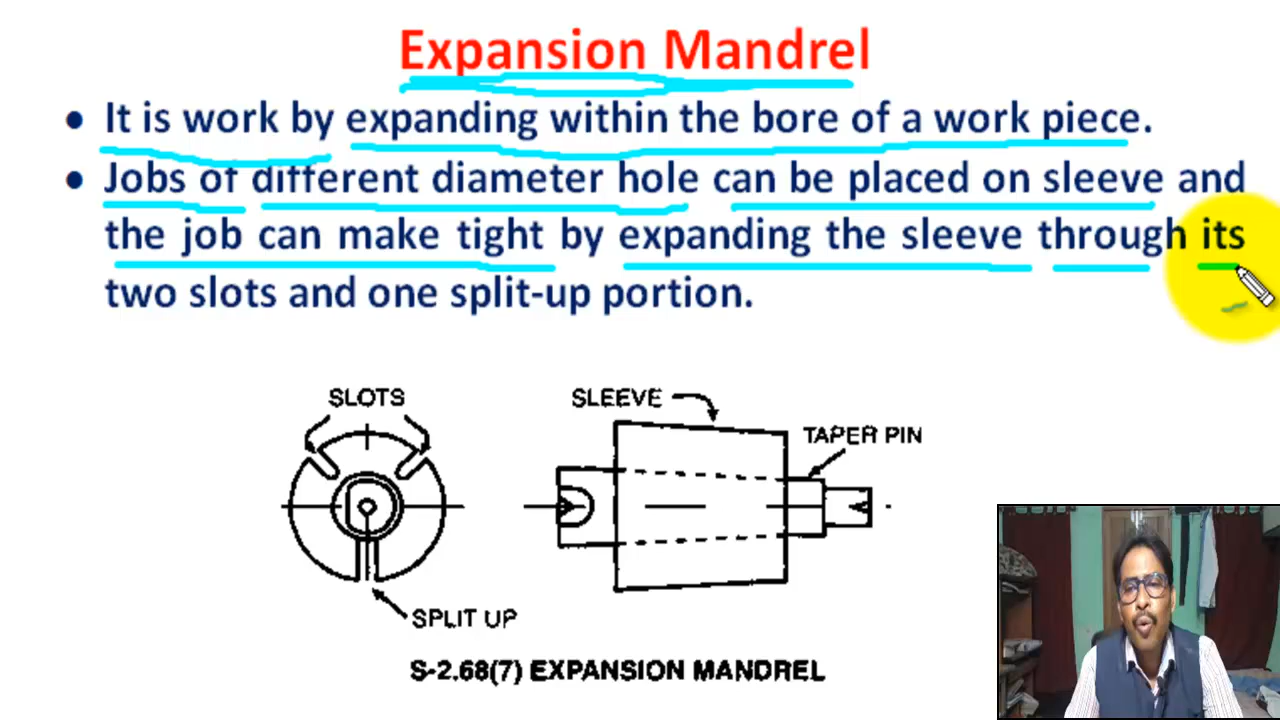 Expansion Mandrel
• It is work by expanding within the bore of a work piece.
• Jobs of different diameter hole can be placed on sleeve and
the job can make tight by expanding the sleeve through its
two slots and one split-up portion.
SLOTS
SLEEVE
TAPER PIN
SPLIT UP
S-2.68(7) EXPANSION MANDREL